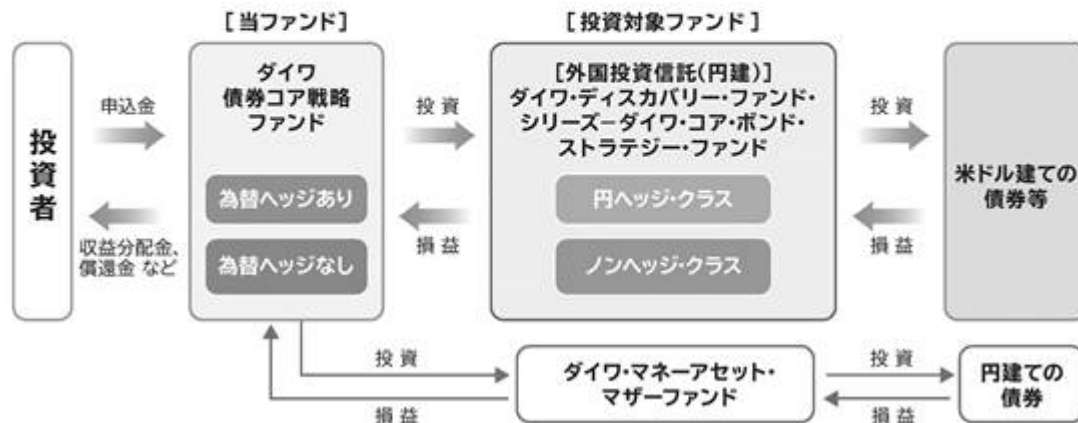 [当ファンド]
[投資対象ファンド]
投資者
申込金
収益分配金、
償還金 など
ダイワ
債券コア戦略
ファンド
為替ヘッジあり
為替ヘッジなし
投 資
損 益
[外国投資信託(円建)]
ダイワ・ディスカバリー・ファンド・
シリーズ−ダイワ・コア・ボンド・
ストラテジー・ファンド
円ヘッジ・クラス
ノンヘッジ・クラス
投 資
損 益
米ドル建ての
債券等
投 資
損 益
ダイワ・マネーアセット・
マザーファンド
投 資
損 益
円建ての
債券